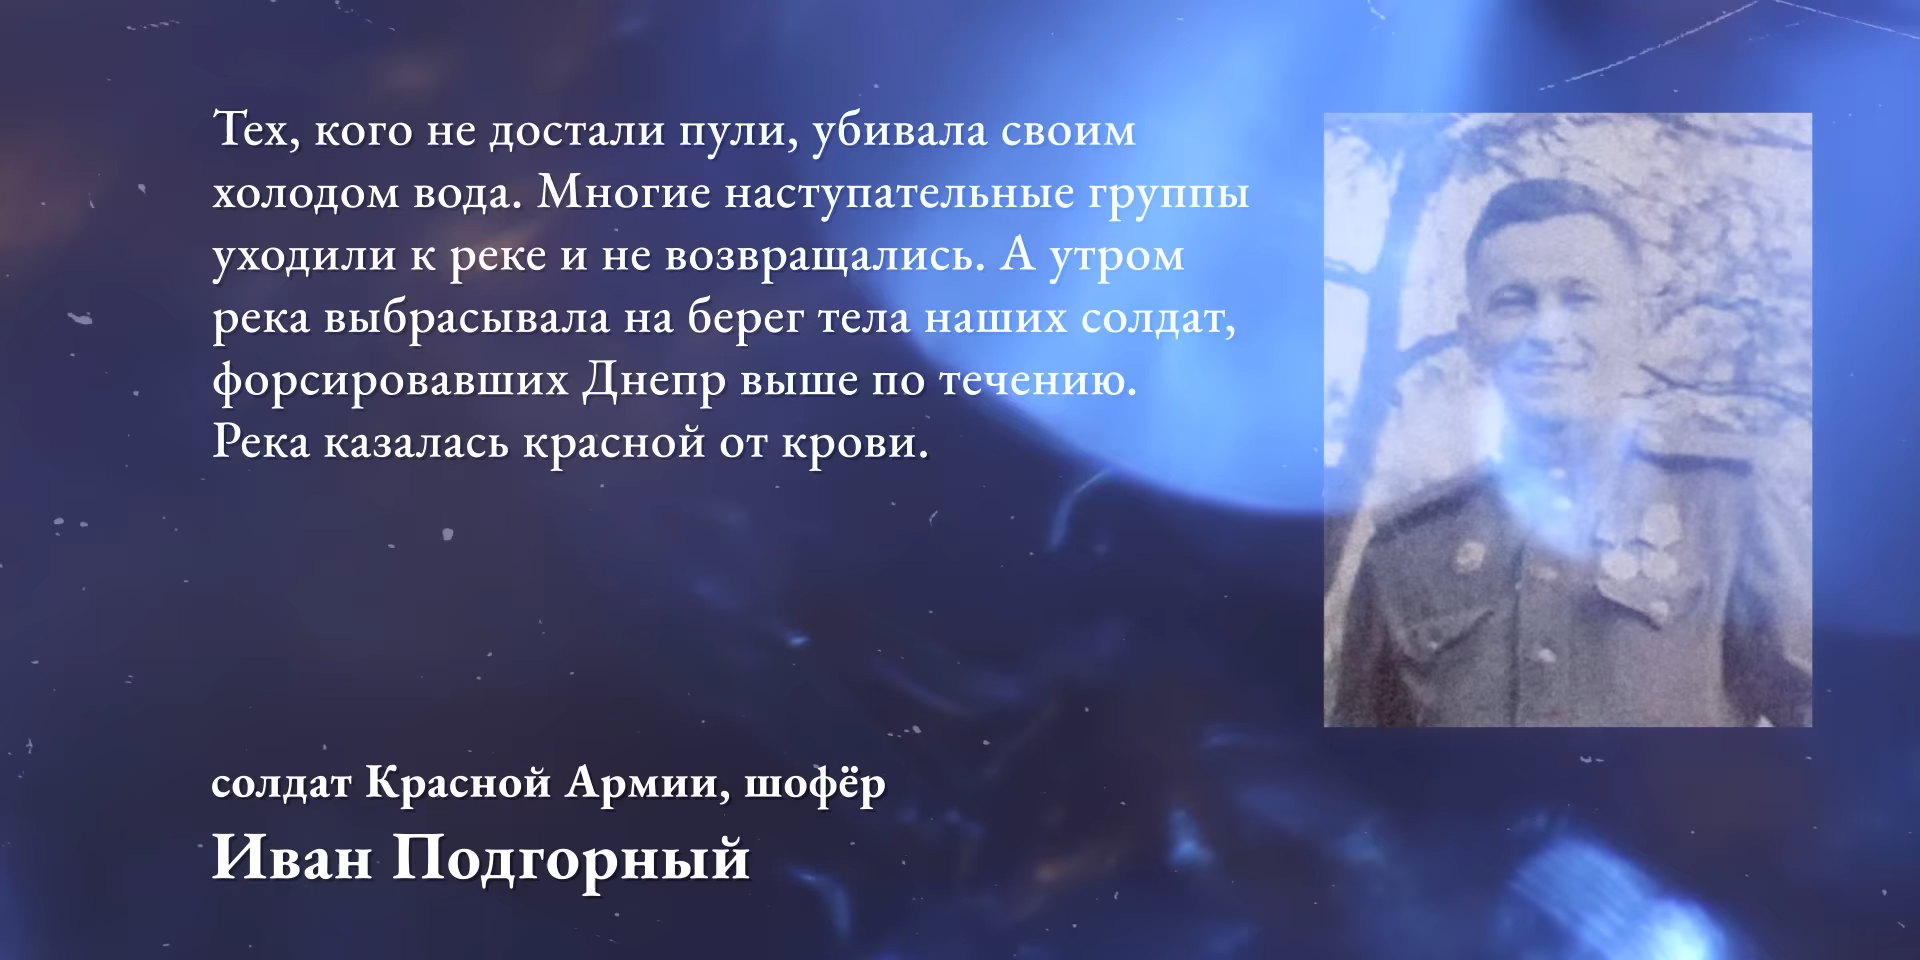 Тех, кого не достали пули, убивала своим
холодом вода. Многие наступательные группы
уходили к реке и не возвращались. А утром
река выбрасывала на берег тела наших солдат,
форсировавших Днепр выше по течению.
Река казалась красной от крови.
солдат Красной Армии, шофёр
Иван Подгорный